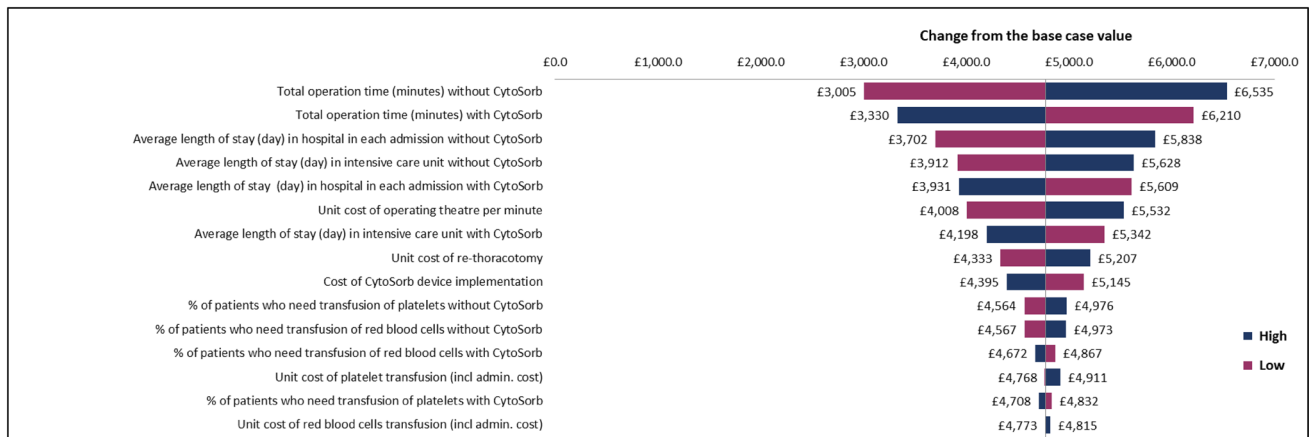 Change from the base case value
£0.0 £1,000.0 £2,000.0 £3,000.0 £4,000.0 £5,000.0 £6,000.0 £7,000.0
Total operation time (minutes) without CytoSorb £3,005 £6,535
Total operation time (minutes) with CytoSorb £3,330 £6,210
Average length of stay (day) in hospital in each admission without CytoSorb £3,702 £5,838
Average length of stay (day) in intensive care unit without CytoSorb £3,912 £5,628
Average length of stay (day) in hospital in each admission with CytoSorb £3,931 £5,609
Unit cost of operating theatre per minute £4,008 £5,532
Average length of stay (day) in intensive care unit with CytoSorb £4,198 £5,342
Unit cost of re-thoracotomy £4,333 £5,207
Cost of CytoSorb device implementation £4,395 £5,145
% of patients who need transfusion of platelets without CytoSorb £4,564 £4,976
% of patients who need transfusion of red blood cells without CytoSorb £4,567 £4,973
High
% of patients who need transfusion of red blood cells with CytoSorb £4,672 £4,867
Low
Unit cost of platelet transfusion (incl admin. cost) £4,768 £4,911
% of patients who need transfusion of platelets with CytoSorb £4,708 £4,832
Unit cost of red blood cells transfusion (incl admin. cost) £4,773 £4,815